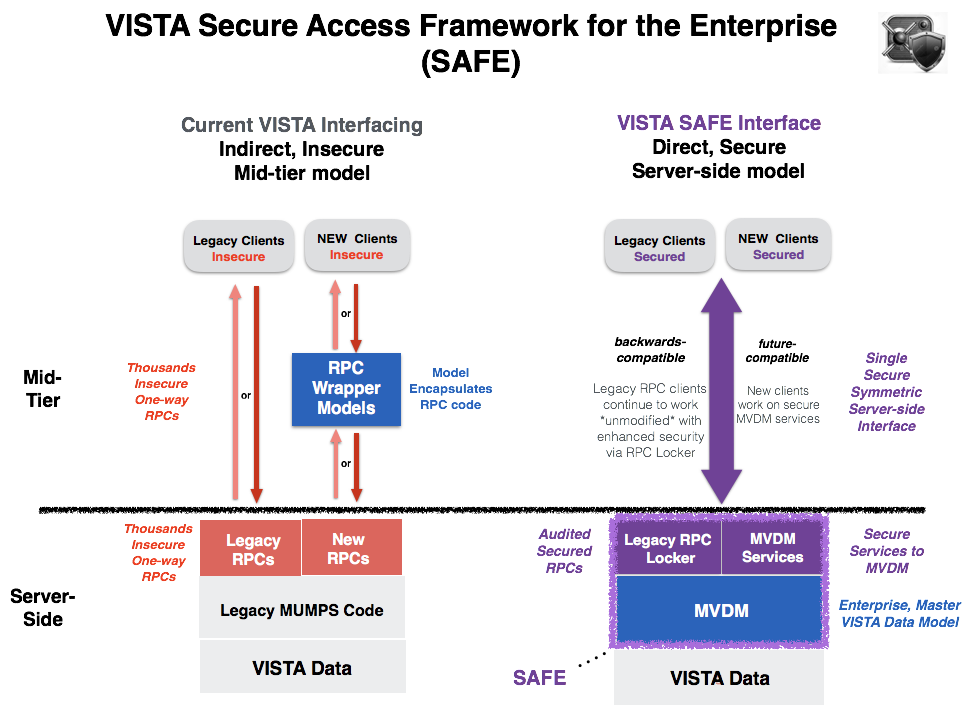 VISTA Secure Access Framework for the Enterprise
(SAFE)
Current VISTA Interfacing
Indirect, Insecure
Mid-tier model
VISTA SAFE Interface
Direct, Secure
Server-side model
Legacy Clients
Insecure
NEW Clients
Insecure
Legacy Clients
Secured
NEW Clients
Secured
Mid-
Tier
Thousands
Insecure
One-way
RPCs
or
or
RPC
Wrapper
Models
or
Model
Encapsulates
RPC code
backwards-
compatible
Legacy RPC clients
continue to work
*unmodified* with
enhanced security
via RPC Locker
future-
compatible
New clients
work on secure
MVDM services
Single
Secure
Symmetric
Server-side
Interface
Server-
Side
Thousands
Insecure
One-way
RPCs
Legacy
RPCs
New
RPCs
Legacy MUMPS Code
VISTA Data
Audited
Secured
RPCs
Legacy RPC
Locker
MVDM
Services
MVDM
Secure
Services to
MVDM
Enterprise, Master
VISTA Data Model
SAFE
VISTA Data